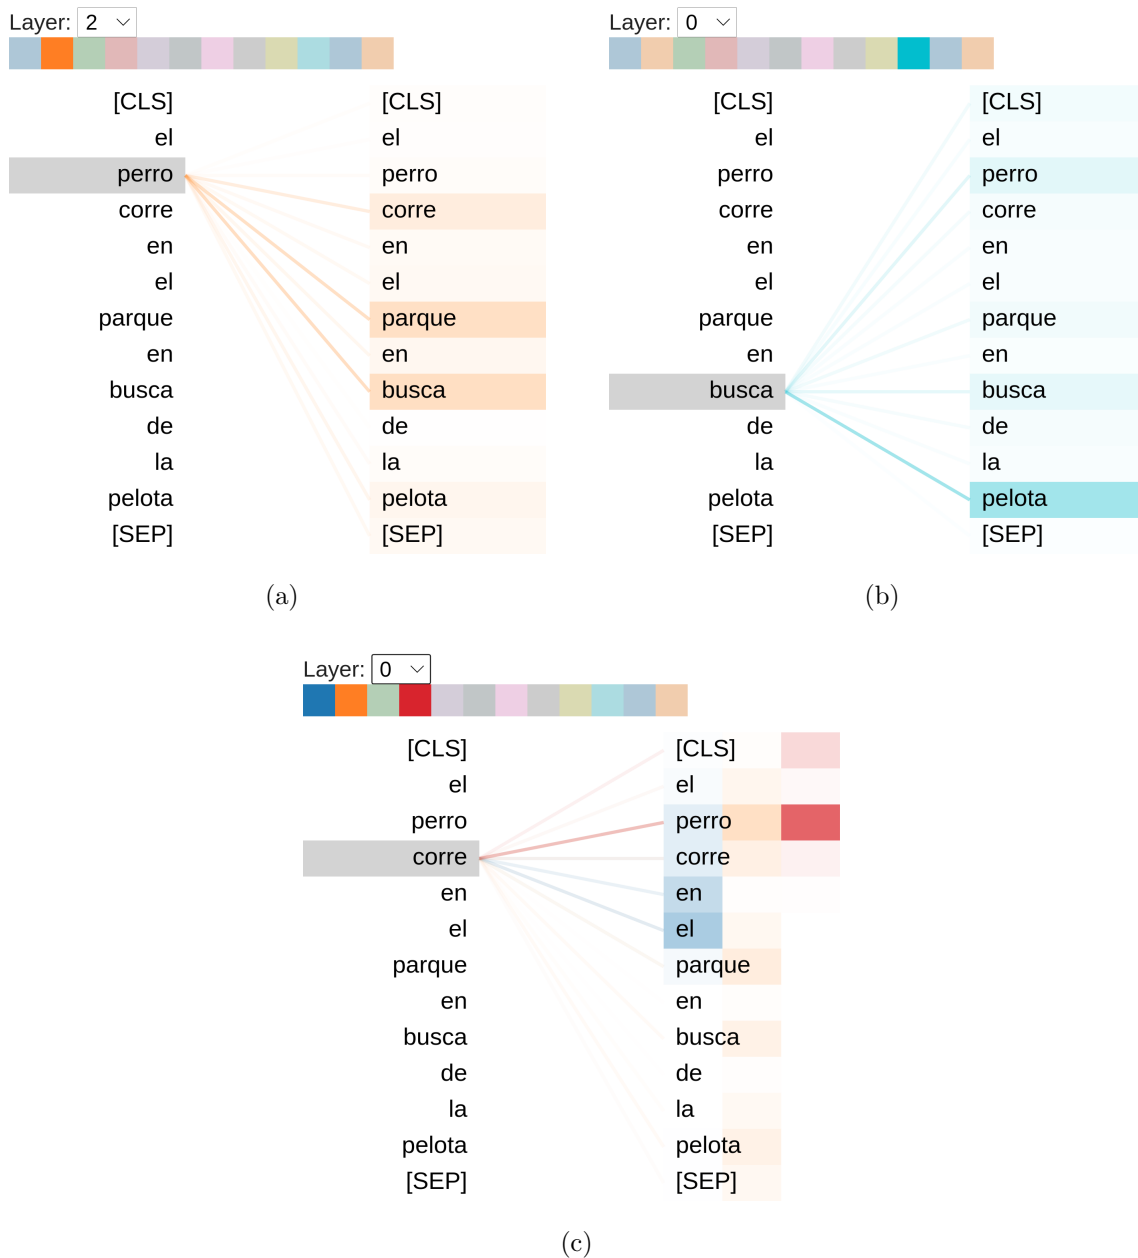 Layer: 2
[CLS] [CLS]
el el
perro perro
corre corre
en en
el el
parque parque
en en
busca busca
de de
la la
pelota pelota
[SEP] [SEP]
(a)
Layer: 0
[CLS] [CLS]
el el
perro perro
corre corre
en en
el el
parque parque
en en
busca busca
de de
la la
pelota pelota
[SEP] [SEP]
(b)
Layer: 0
[CLS] [CLS]
el el
perro perro
corre corre
en en
el el
parque parque
en en
busca busca
de de
la la
pelota pelota
[SEP] [SEP]
(c)